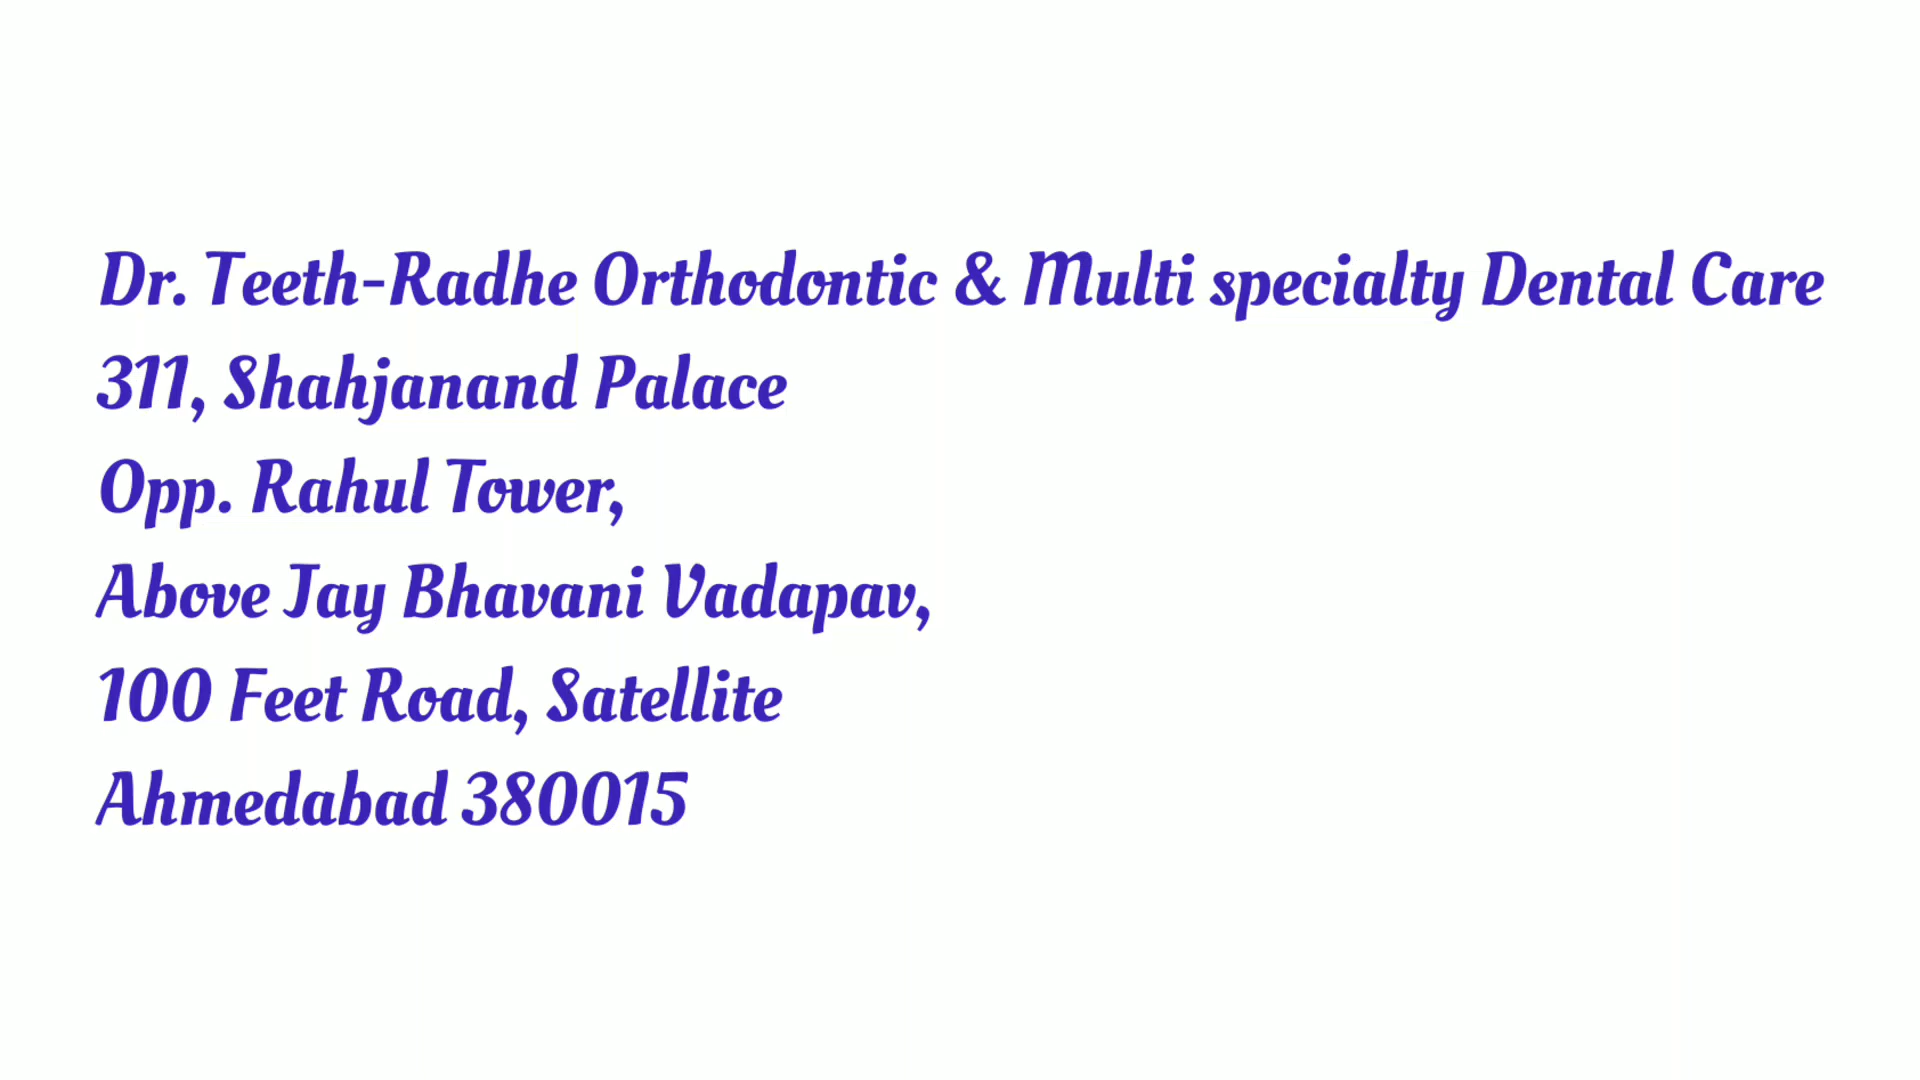 Dr. Teeth-Radhe Orthodontic & Multi specialty Dental Care
311, Shahjanand Palace
Opp. Rahul Tower,
Above Jay Bhavani Vadapav,
100 Feet Road, Satellite
Ahmedabad 380015